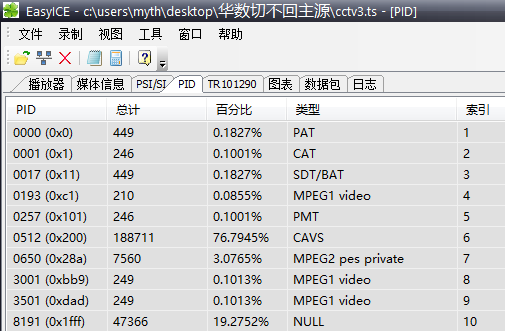 EasyICE - c:\users\myth\desktop\华数切不回主源\cctv3.ts - [PID]
文件 录制 视图 工具 窗口 帮助
播放器 媒体信息 PSI/SI PID TR101290 图表 数据包 日志
PID 总计 百分比 类型 索引
0000 (0x0) 449 0.1827% PAT 1
0001 (0x1) 246 0.1001% CAT 2
0017 (0x11) 449 0.1827% SDT/BAT 3
0193 (0xc1) 210 0.0855% MPEG1 video 4
0257 (0x101) 246 0.1001% PMT 5
0512 (0x200) 188711 76.7945% CAVS 6
0650 (0x28a) 7560 3.0765% MPEG2 pes private 7
3001 (0xbb9) 249 0.1013% MPEG1 video 8
3501 (0xdad) 249 0.1013% MPEG1 video 9
8191 (0x1fff) 47366 19.2752% NULL 10